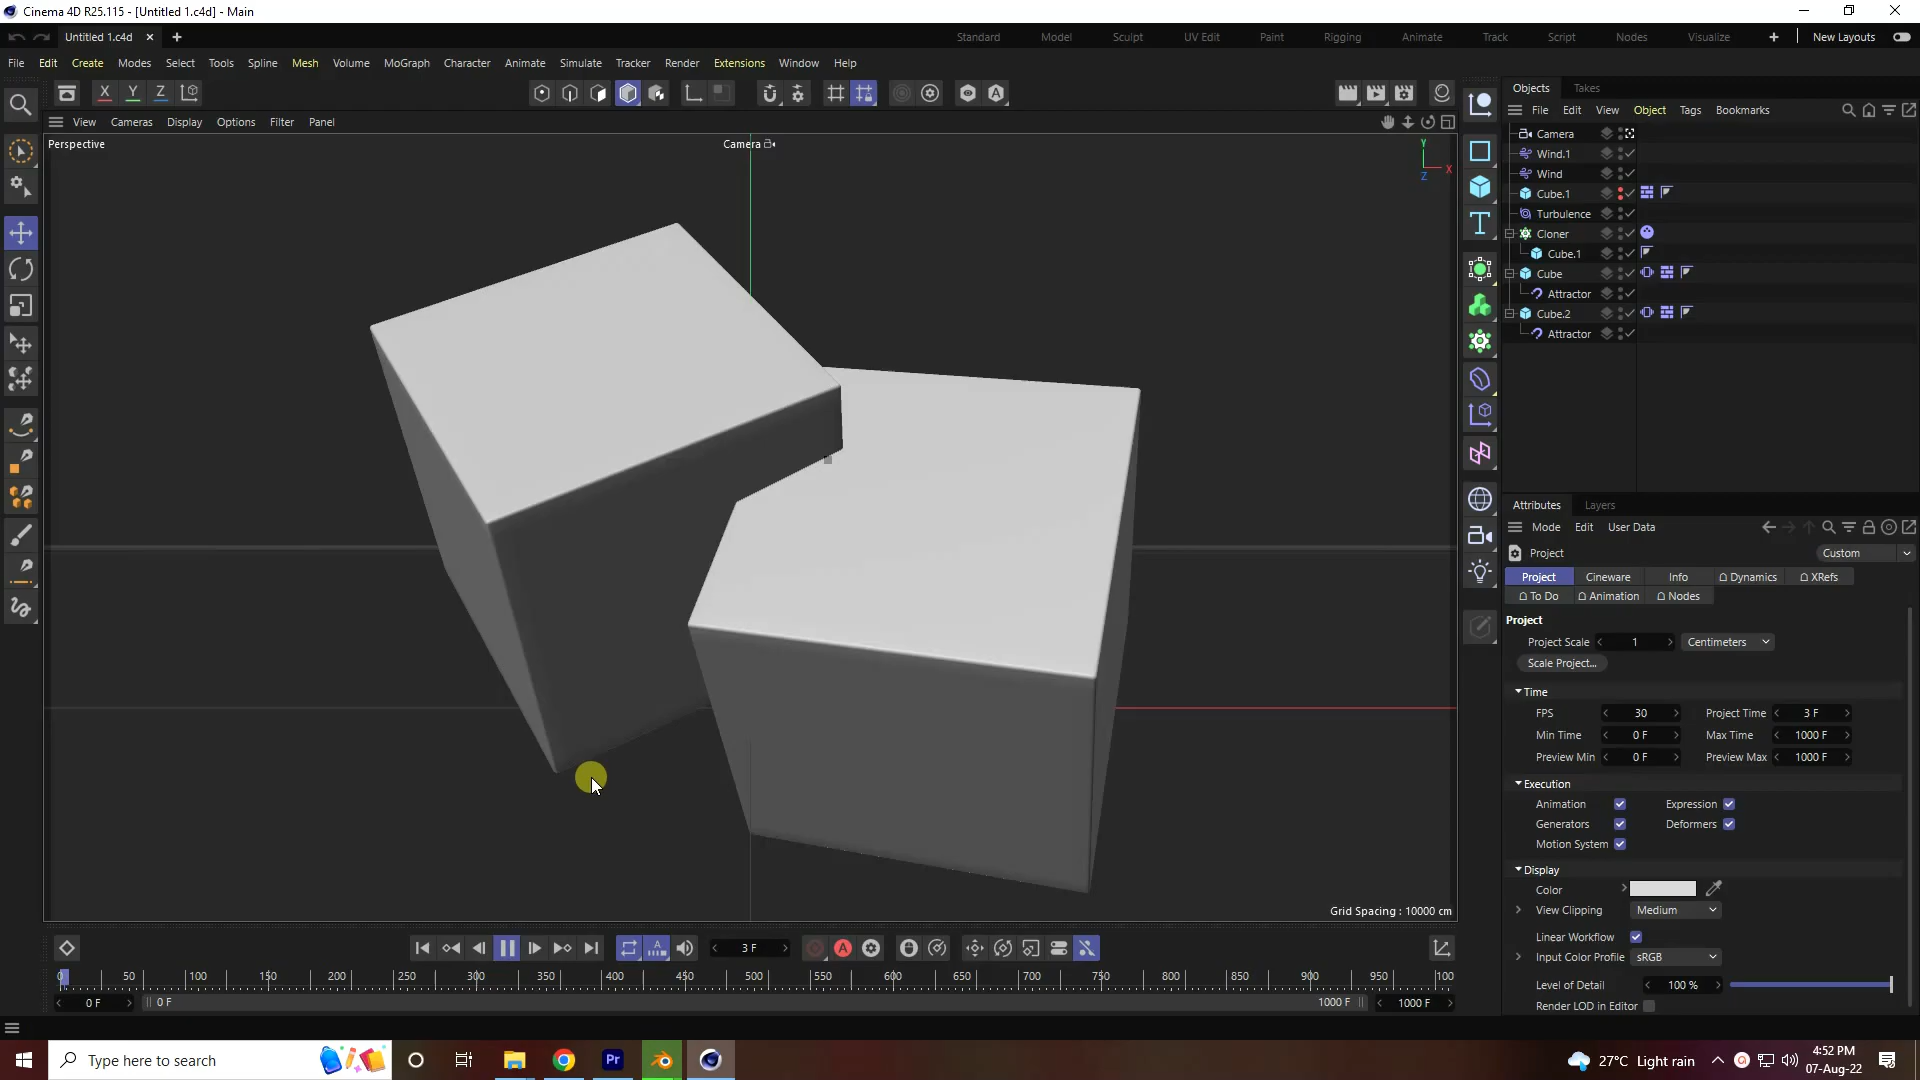 Cinema 4D R25.115 - [Untitled 1.c4d] - Main
Untitled 1.c4d
Standard Model Sculpt UV Edit Paint Rigging Animate Track Script Nodes Visualize New Layouts
File Edit Create Modes Select Tools Spline Mesh Volume MoGraph Character Animate Simulate Tracker Render Extensions Window Help
X Y Z
View Cameras Display Options Filter Panel
Perspective
Camera
Y
X
Z
Objects Takes
File Edit View Object Tags Bookmarks
Camera
Wind.1
Wind
Cube.1
Turbulence
Cloner
Cube.1
Cube
Attractor
Cube.2
Attractor
Attributes Layers
Mode Edit User Data
Project Custom
Project Cineware Info Dynamics XRefs
To Do Animation Nodes
Project
Project Scale 1 Centimeters
Scale Project...
Time
FPS 30 Project Time 3 F
Min Time 0 F Max Time 1000 F
Preview Min 0 F Preview Max 1000 F
Execution
Animation Expression
Generators Deformers
Motion System
Display
Color
View Clipping Medium
Linear Workflow
Input Color Profile sRGB
Level of Detail 100 %
Render LOD in Editor
Grid Spacing : 10000 cm
3 F
0 50 100 150 200 250 300 350 400 450 500 550 600 650 700 750 800 850 900 950 100
0 F 0 F 1000 F 1000 F
Type here to search
Pr
27°C Light rain
4:52 PM
07-Aug-22